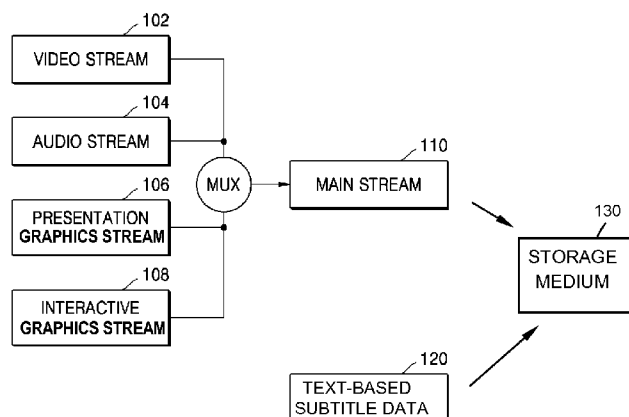 102
VIDEO STREAM
104
AUDIO STREAM
106
PRESENTATION
GRAPHICS STREAM
108
INTERACTIVE
GRAPHICS STREAM
MUX
110
MAIN STREAM
120
TEXT-BASED
SUBTITLE DATA
130
STORAGE
MEDIUM